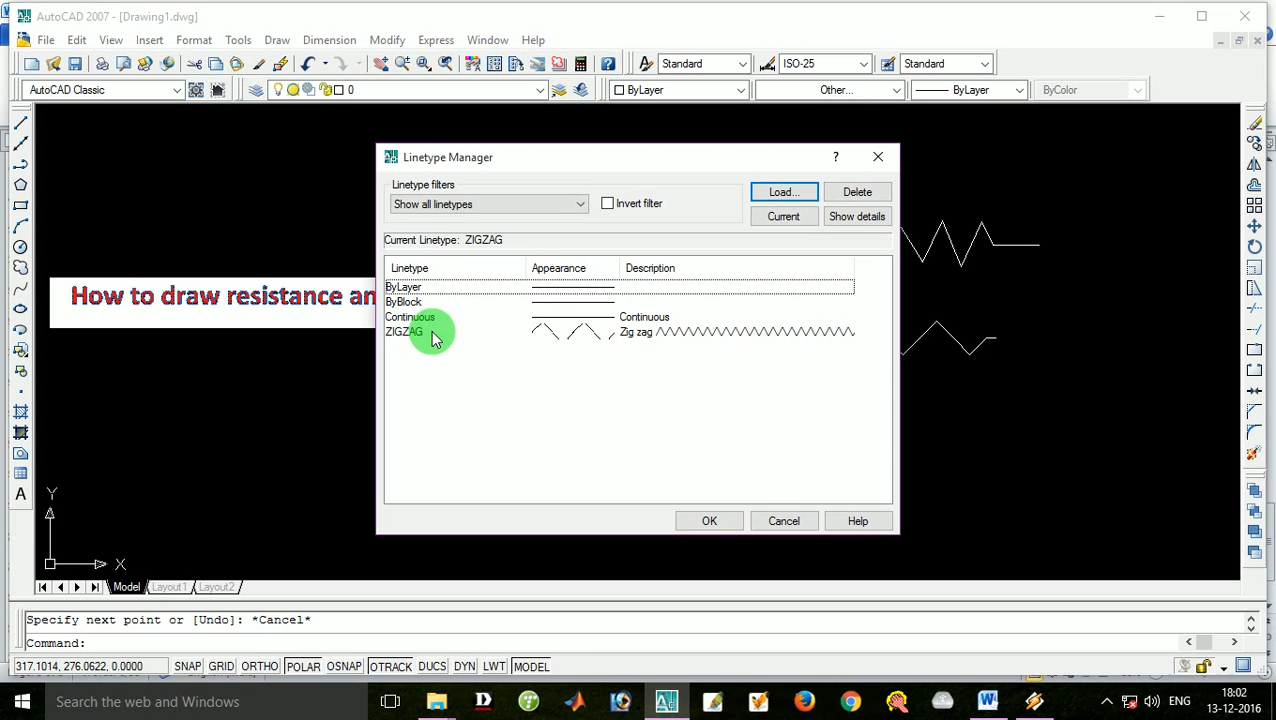 AutoCAD 2007 - [Drawing1.dwg]
File Edit View Insert Format Tools Draw Dimension Modify Express Window Help
Standard ISO-25 Standard
AutoCAD Classic 0 ByLayer Other... ByLayer ByColor
Linetype Manager
Linetype filters
Show all linetypes Invert filter Load... Delete
Current Show details
Current Linetype: ZIGZAG
Linetype Appearance Description
ByLayer
ByBlock
Continuous Continuous
ZIGZAG Zig zag
How to draw resistance an
OK Cancel Help
Y
X
A
Model Layout1 Layout2
Specify next point or [Undo]: *Cancel*
Command:
317.1014, 276.0622, 0.0000 SNAP GRID ORTHO POLAR OSNAP OTRACK DUCS DYN LWT MODEL
Search the web and Windows ENG 18:02
13-12-2016